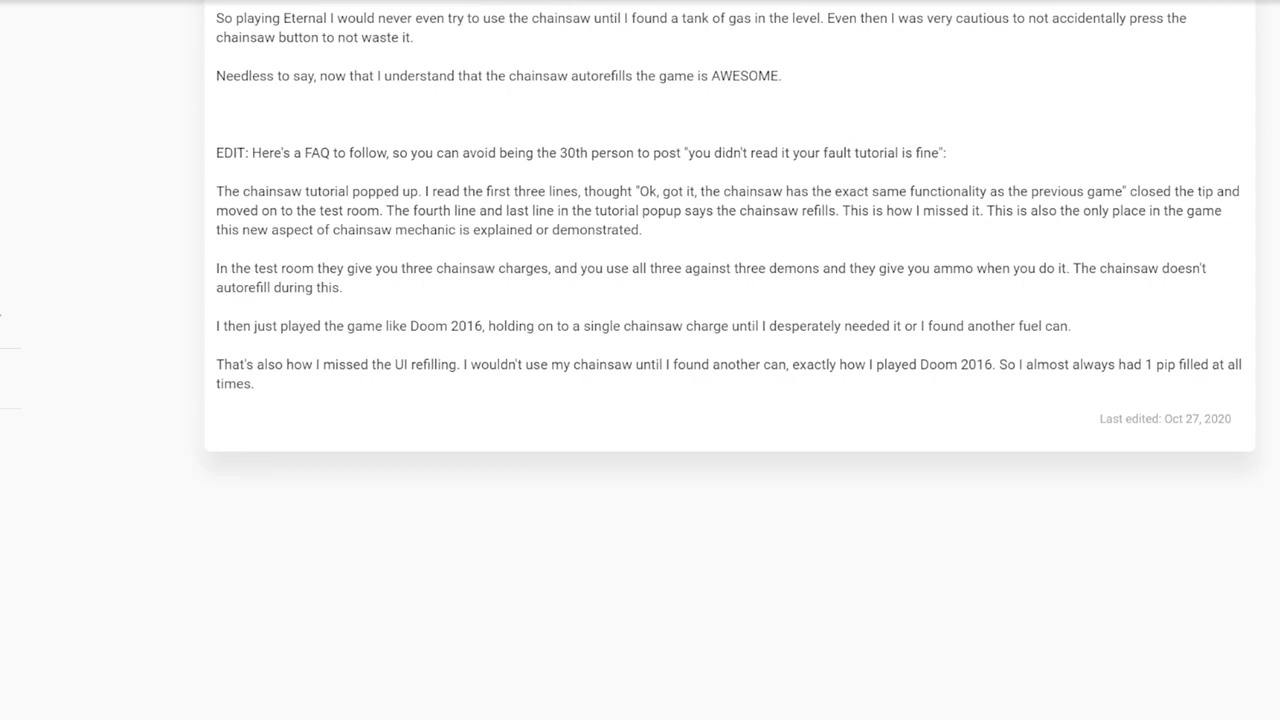 So playing Eternal I would never even try to use the chainsaw until I found a tank of gas in the level. Even then I was very cautious to not accidentally press the
chainsaw button to not waste it.
Needless to say, now that I understand that the chainsaw autorefills the game is AWESOME.
EDIT: Here's a FAQ to follow, so you can avoid being the 30th person to post "you didn't read it your fault tutorial is fine":
The chainsaw tutorial popped up. I read the first three lines, thought "Ok, got it, the chainsaw has the exact same functionality as the previous game" closed the tip and
moved on to the test room. The fourth line and last line in the tutorial popup says the chainsaw refills. This is how I missed it. This is also the only place in the game
this new aspect of chainsaw mechanic is explained or demonstrated.
In the test room they give you three chainsaw charges, and you use all three against three demons and they give you ammo when you do it. The chainsaw doesn't
autorefill during this.
I then just played the game like Doom 2016, holding on to a single chainsaw charge until I desperately needed it or I found another fuel can.
That's also how I missed the UI refilling. I wouldn't use my chainsaw until I found another can, exactly how I played Doom 2016. So I almost always had 1 pip filled at all
times.
Last edited: Oct 27, 2020